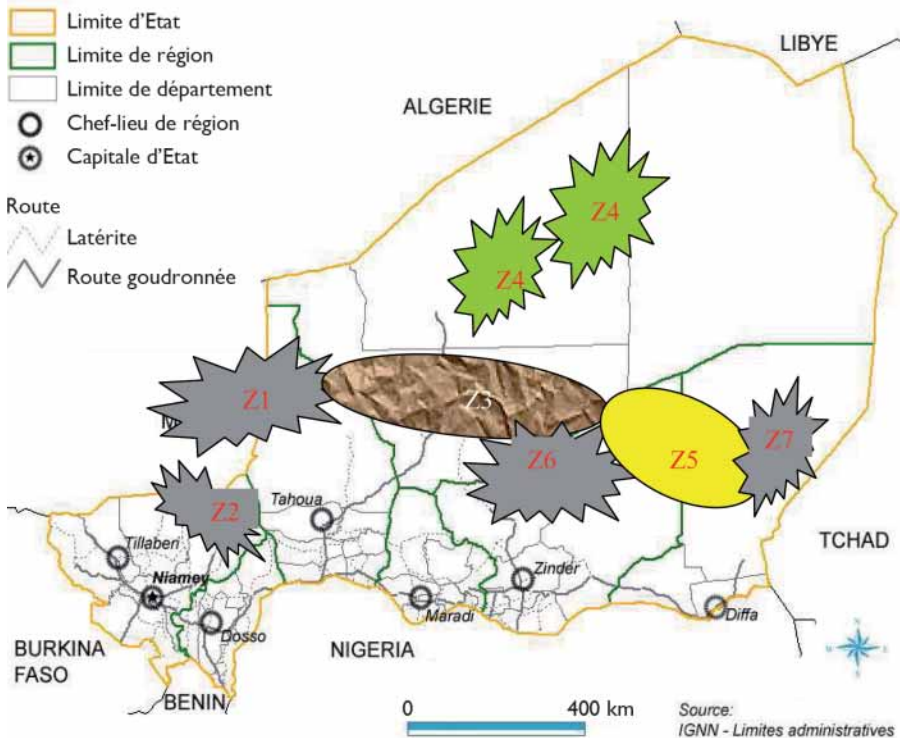 Limite d'Etat
Limite de région
Limite de département
Chef-lieu de région
Capitale d'Etat
Route
Latérite
Route goudronnée
LIBYE
ALGERIE
Z4
Z4
Z1
Z3
Z5
Z7
Z6
Z2
Tahoua
Tillaberi
Niamey
Dosso
Maradi
Zinder
Diffa
TCHAD
BURKINA
FASO
NIGERIA
BENIN
N
W
E
S
0 400 km
Source:
IGNN - Limites administratives